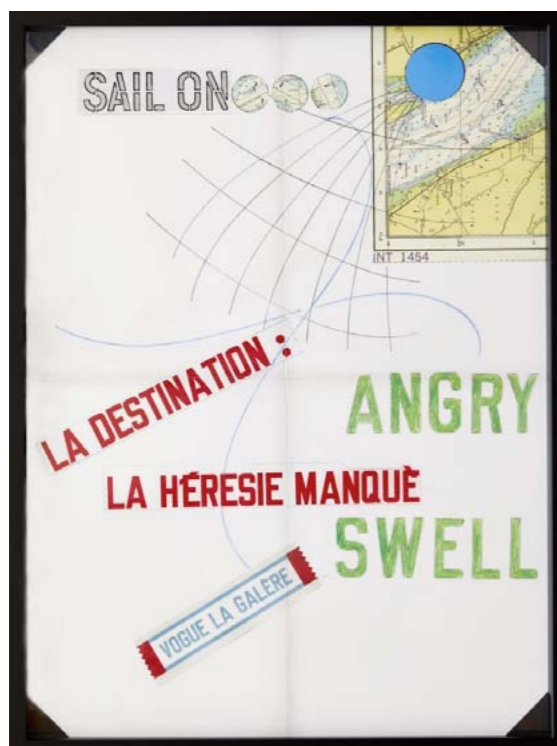 SAIL ON
INT 1454
LA DESTINATION :
ANGRY
LA HÉRESIE MANQUÈ
SWELL
VOGUE LA GALÈRE